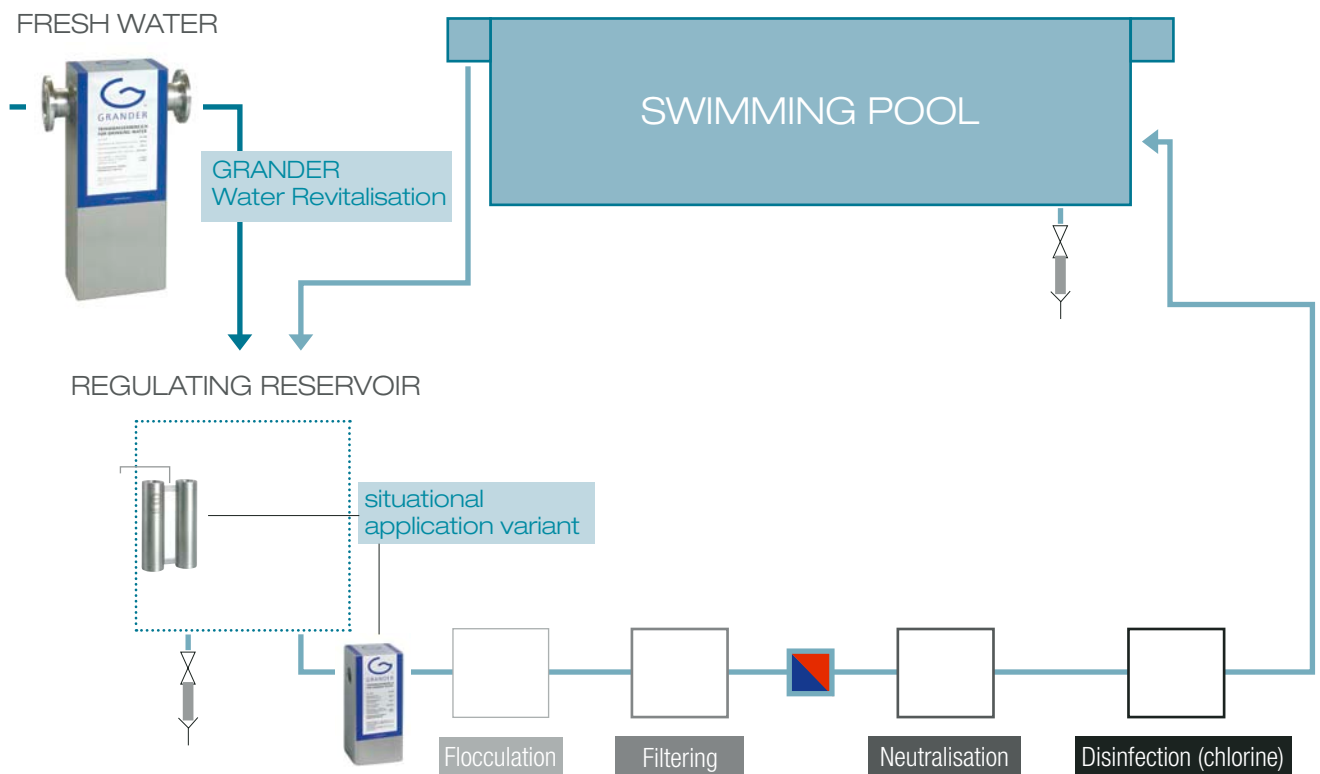 FRESH WATER
GRANDER
GRANDER
Water Revitalisation
SWIMMING POOL
REGULATING RESERVOIR
situational
application variant
GRANDER
Flocculation
Filtering
Neutralisation
Disinfection (chlorine)